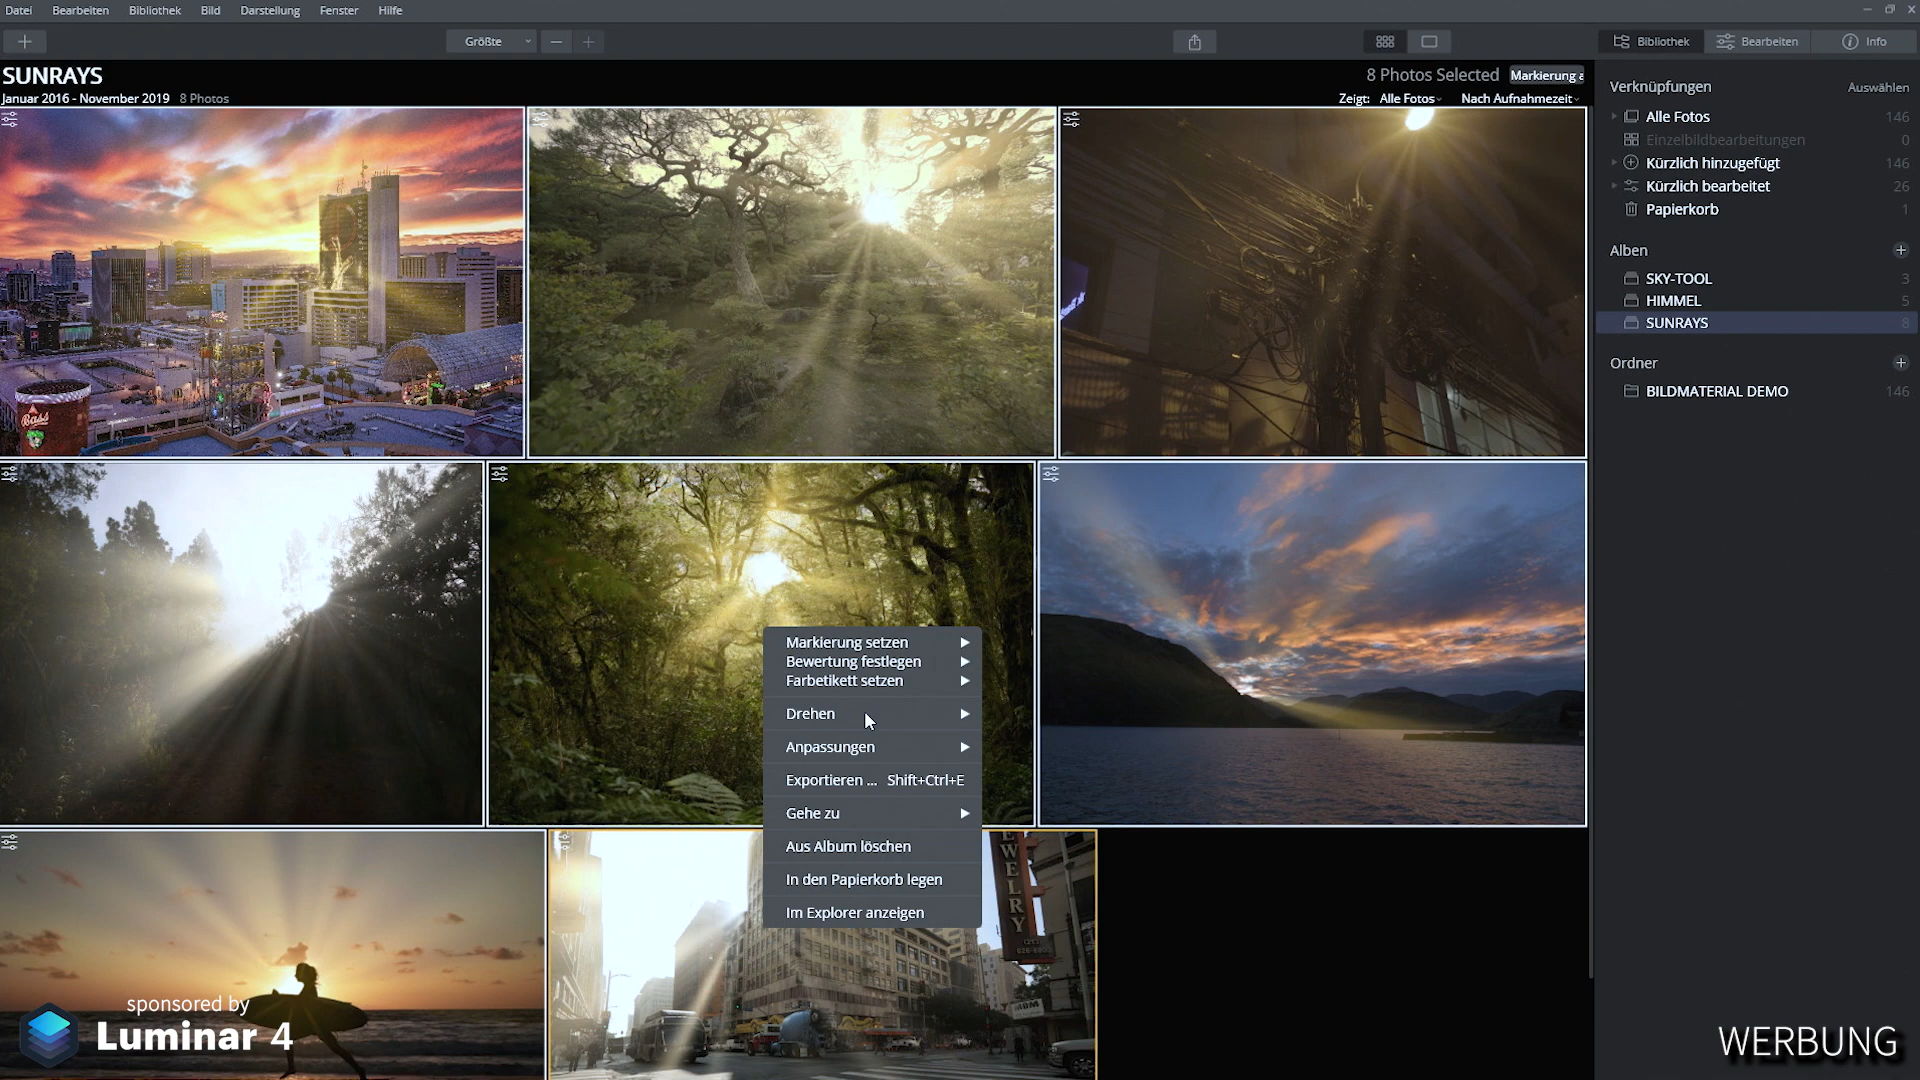 Datei Bearbeiten Bibliothek Bild Darstellung Fenster Hilfe
Größte
Bibliothek Bearbeiten Info
SUNRAYS
8 Photos Selected Markierung a
Januar 2016 - November 2019 8 Photos
Zeigt: Alle Fotos Nach Aufnahmezeit
Verknüpfungen Auswählen
Alle Fotos 146
Einzelbildbearbeitungen 0
Kürzlich hinzugefügt 146
Kürzlich bearbeitet 26
Papierkorb 1
Alben
SKY-TOOL 3
HIMMEL 5
SUNRAYS 8
Ordner
BILDMATERIAL DEMO 146
Bass
Markierung setzen
Bewertung festlegen
Farbetikett setzen
Drehen
Anpassungen
Exportieren ... Shift+Ctrl+E
Gehe zu
Aus Album löschen
In den Papierkorb legen
Im Explorer anzeigen
EWELRY
MBM
sponsored by
Luminar 4
WERBUNG